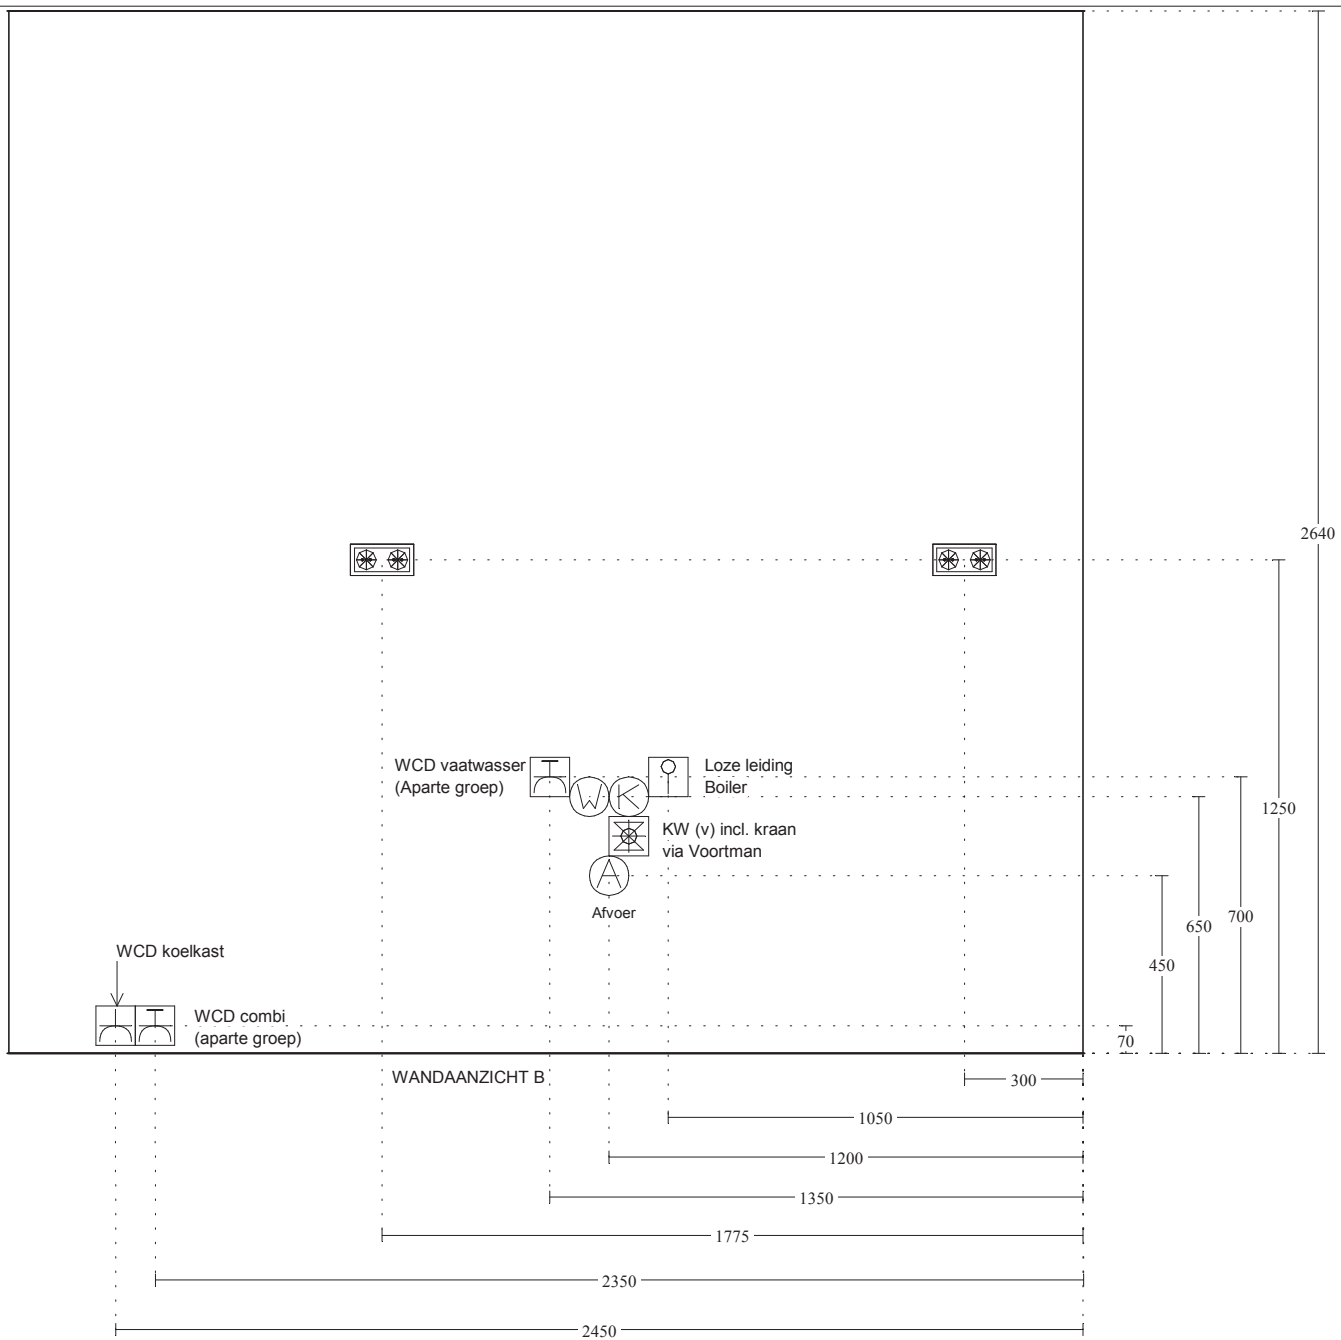 2640
1250
WCD vaatwasser
(Aparte groep)
W
K
Loze leiding
Boiler
KW (v) incl. kraan
via Voortman
A
Afvoer
700
650
450
WCD koelkast
WCD combi
(aparte groep)
70
WANDAANZICHT B
300
1050
1200
1350
1775
2350
2450